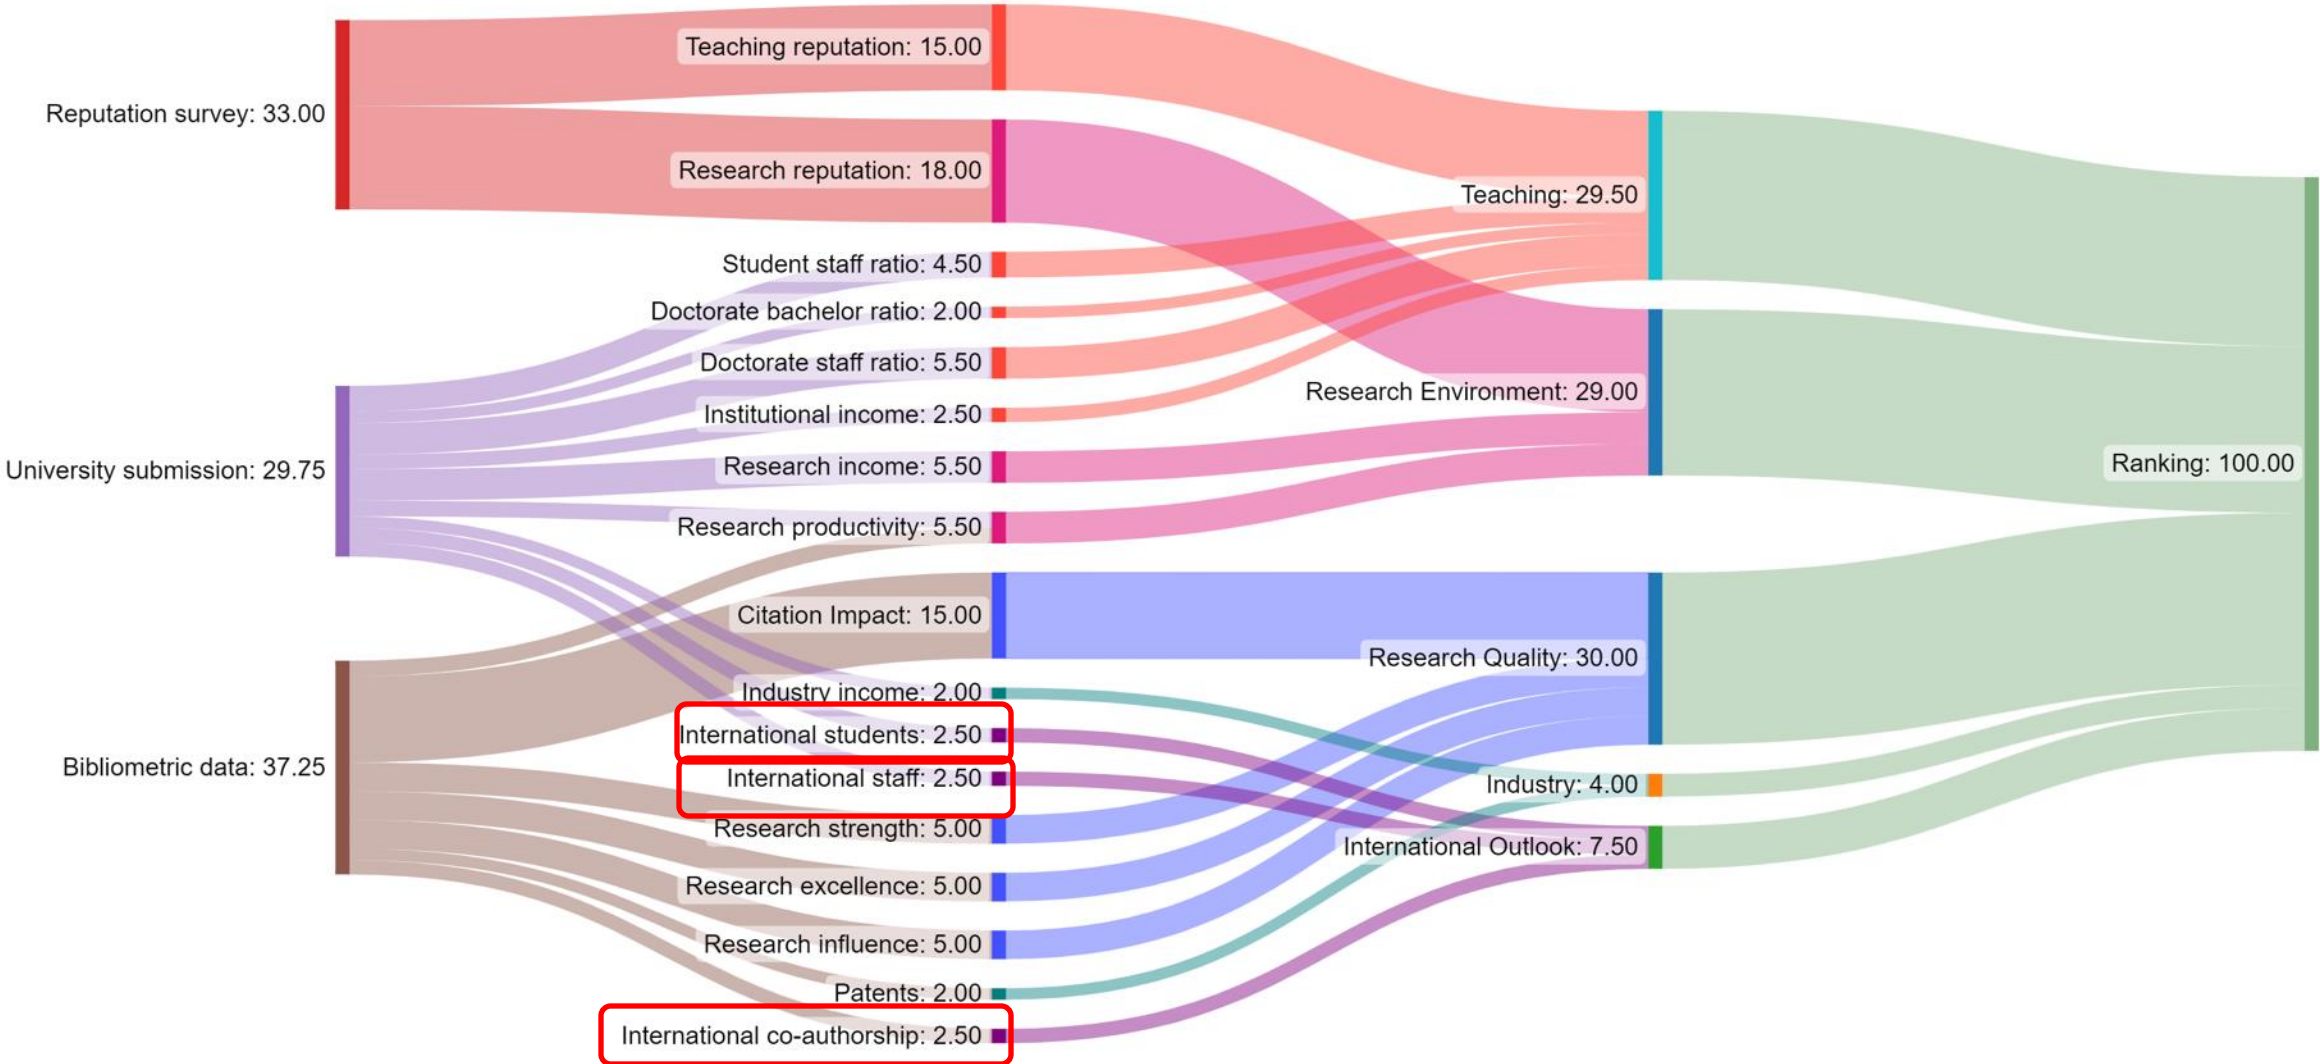 Reputation survey: 33.00
University submission: 29.75
Bibliometric data: 37.25
Teaching reputation: 15.00
Research reputation: 18.00
Student staff ratio: 4.50
Doctorate bachelor ratio: 2.00
Doctorate staff ratio: 5.50
Institutional income: 2.50
Research income: 5.50
Research productivity: 5.50
Citation Impact: 15.00
Industry income: 2.00
International students: 2.50
International staff: 2.50
Research strength: 5.00
Research excellence: 5.00
Research influence: 5.00
Patents: 2.00
International co-authorship: 2.50
Teaching: 29.50
Research Environment: 29.00
Research Quality: 30.00
Industry: 4.00
International Outlook: 7.50
Ranking: 100.00